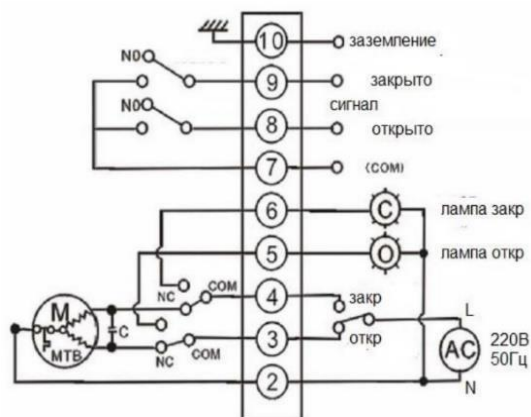 10 заземление
NO 9 закрыто
сигнал
NO 8 открыто
7 (COM)
6 C лампа закр
5 O лампа откр
NC COM 4 закр
L
M C
МТВ NC COM 3 откр
AC 220В
50Гц
2 N